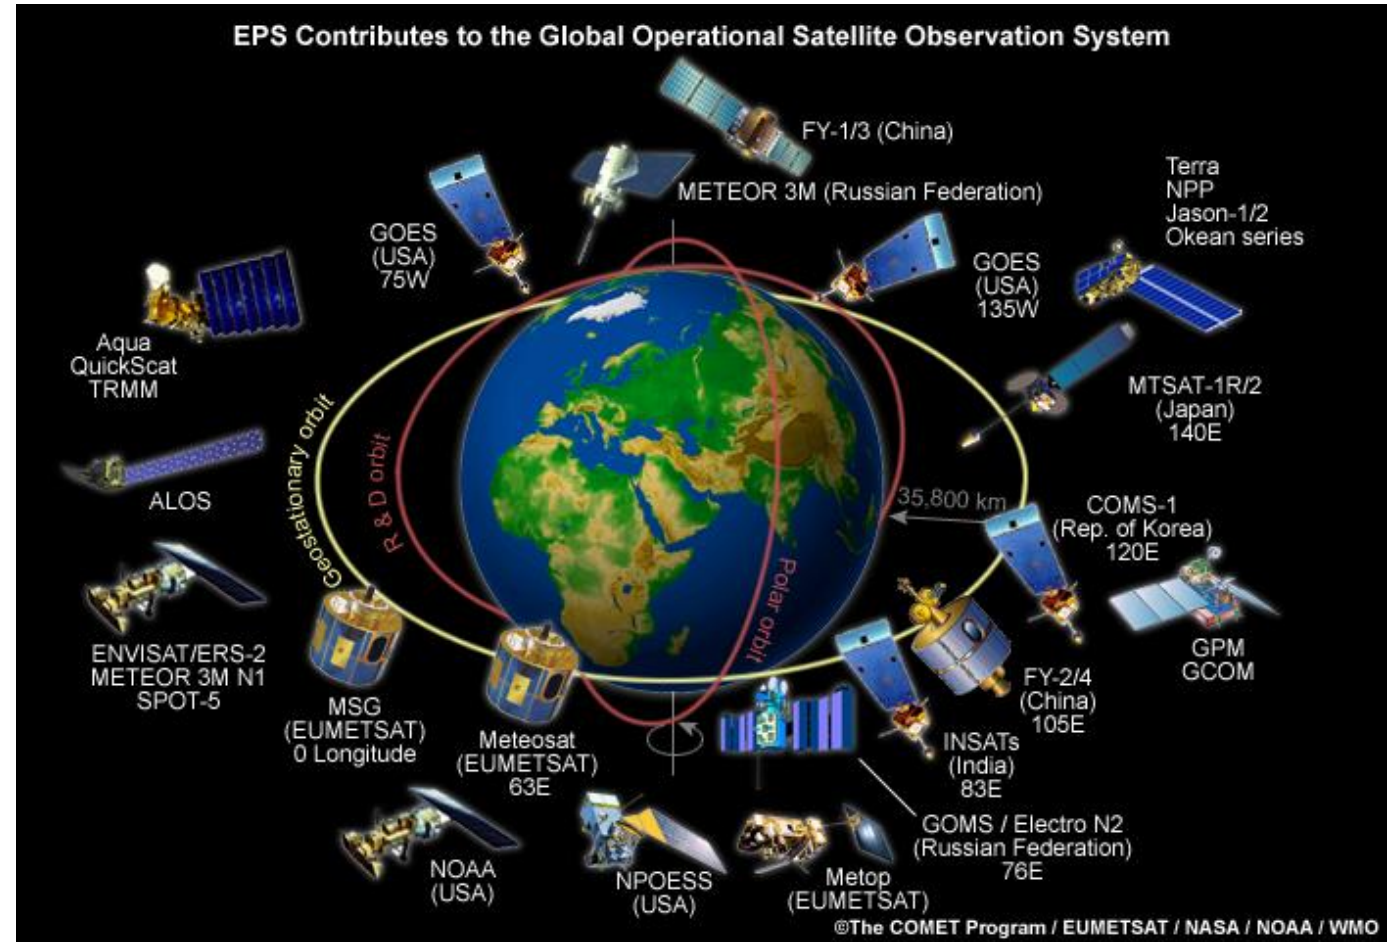 EPS Contributes to the Global Operational Satellite Observation System
FY-1/3 (China)
METEOR 3M (Russian Federation)
Terra
NPP
Jason-1/2
Okean series
GOES
(USA)
75W
GOES
(USA)
135W
Aqua
QuickScat
TRMM
MTSAT-1R/2
(Japan)
140E
Geostationary orbit
R & D orbit
Polar orbit
35,800 km
ALOS
COMS-1
(Rep. of Korea)
120E
GPM
GCOM
ENVISAT/ERS-2
METEOR 3M N1
SPOT-5
MSG
(EUMETSAT)
0 Longitude
Meteosat
(EUMETSAT)
63E
FY-2/4
(China)
105E
INSATs
(India)
83E
GOMS / Electro N2
(Russian Federation)
76E
NOAA
(USA)
NPOESS
(USA)
Metop
(EUMETSAT)
©The COMET Program / EUMETSAT / NASA / NOAA / WMO